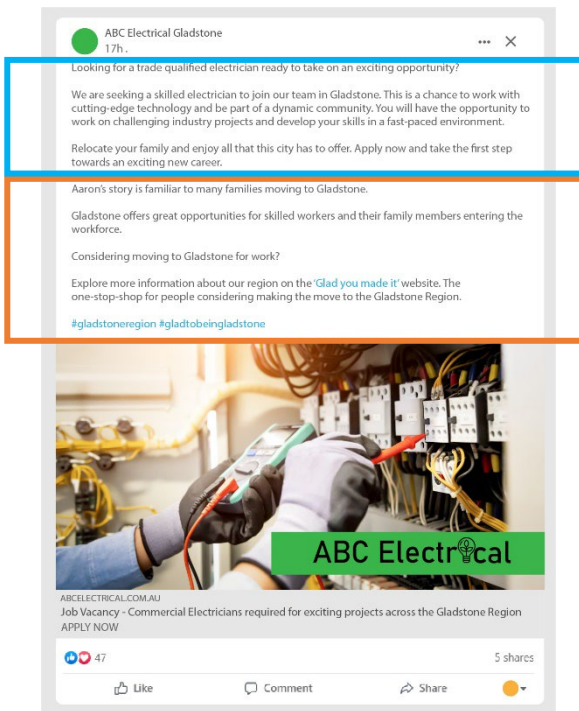 ABC Electrical Gladstone
17h.
Looking for a trade qualified electrician ready to take on an exciting opportunity?
We are seeking a skilled electrician to join our team in Gladstone. This is a chance to work with
cutting-edge technology and be part of a dynamic community. You will have the opportunity to
work on challenging industry projects and develop your skills in a fast-paced environment.
Relocate your family and enjoy all that this city has to offer. Apply now and take the first step
towards an exciting new career.
Aaron's story is familiar to many families moving to Gladstone.
Gladstone offers great opportunities for skilled workers and their family members entering the
workforce.
Considering moving to Gladstone for work?
Explore more information about our region on the 'Glad you made it' website. The
one-stop-shop for people considering making the move to the Gladstone Region.
#gladstoneregion #gladtobeingladstone
ABC Electrical
ABCELECTRICAL.COM.AU
Job Vacancy - Commercial Electricians required for exciting projects across the Gladstone Region
APPLY NOW
47
5 shares
Like
Comment
Share